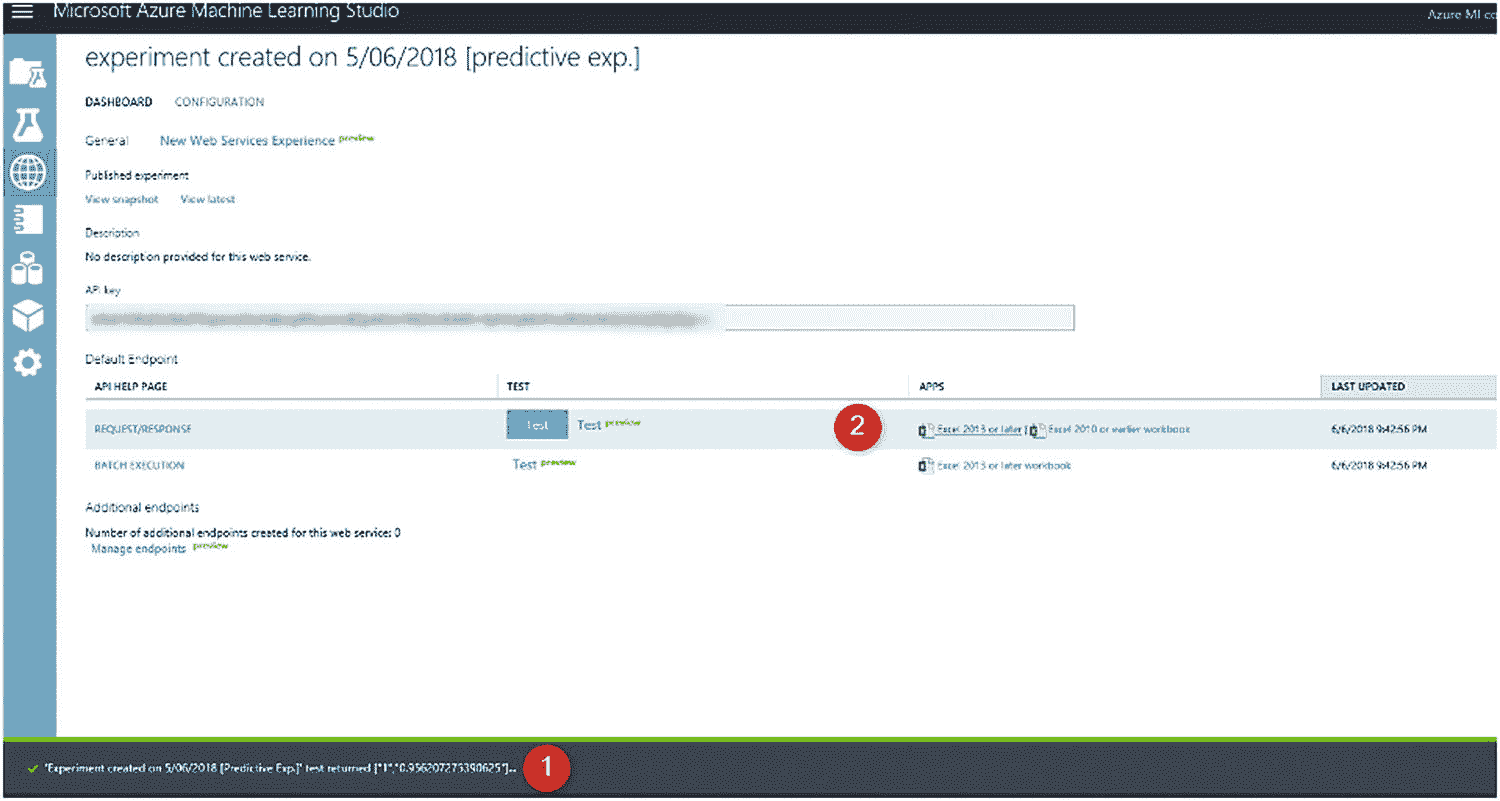 Microsoft Azure Machine Learning Studio
Azure Ml co
experiment created on 5/06/2018 [predictive exp.]
DASHBOARD CONFIGURATION
General New Web Services Experience preview
Published experiment
View snapshot View latest
Description
No description provided for this web service.
API key
Default Endpoint
API HELP PAGE TEST APPS LAST UPDATED
REQUEST/RESPONSE Test Test preview 2 Excel 2013 or later | Excel 2010 or earlier workbook 6/6/2018 9:42:56 PM
BATCH EXECUTION Test preview Excel 2013 or later workbook 6/6/2018 9:42:56 PM
Additional endpoints
Number of additional endpoints created for this web service: 0
Manage endpoints preview
'Experiment created on 5/06/2018 [Predictive Exp.]' test returned ["1","0.956207275390625"]... 1